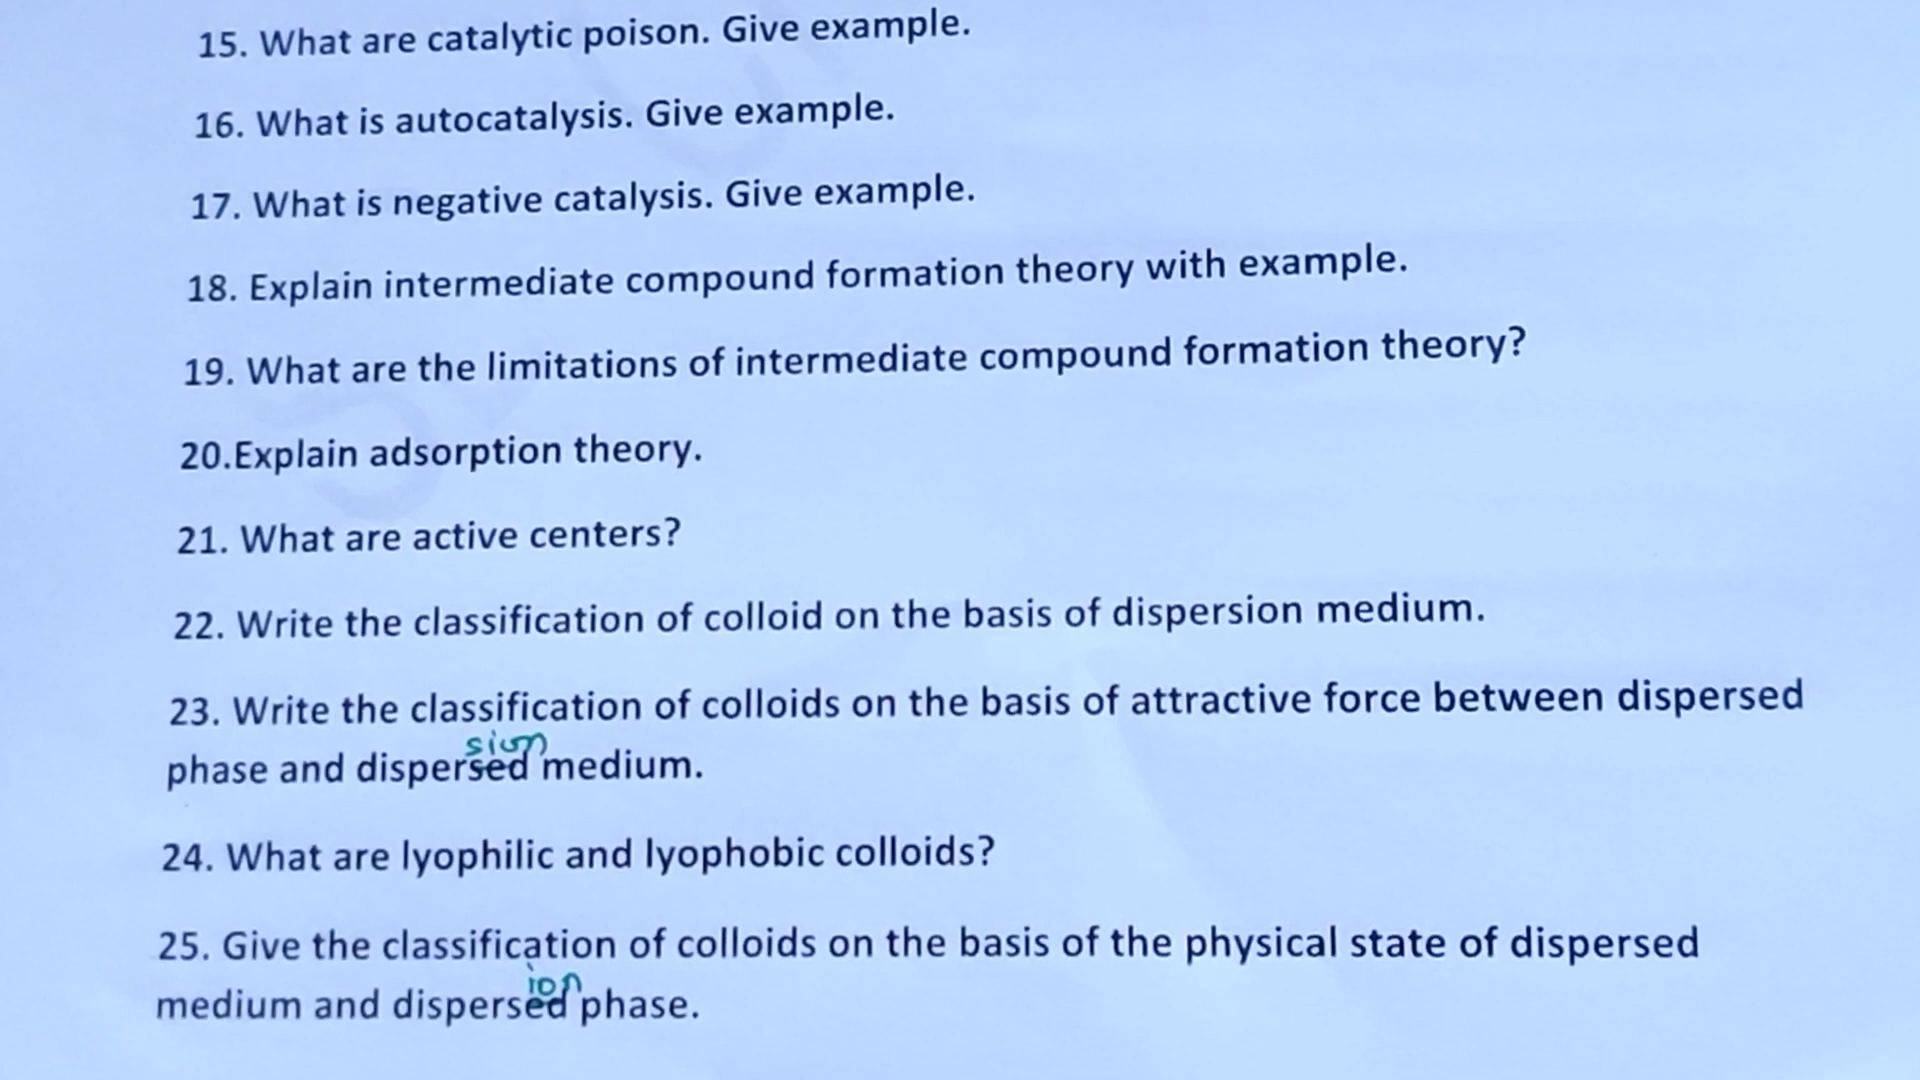 15. What are catalytic poison. Give example.
16. What is autocatalysis. Give example.
17. What is negative catalysis. Give example.
18. Explain intermediate compound formation theory with example.
19. What are the limitations of intermediate compound formation theory?
20.Explain adsorption theory.
21. What are active centers?
22. Write the classification of colloid on the basis of dispersion medium.
23. Write the classification of colloids on the basis of attractive force between dispersed
sion
phase and dispersed medium.
24. What are lyophilic and lyophobic colloids?
25. Give the classification of colloids on the basis of the physical state of dispersed
ion
medium and dispersed phase.